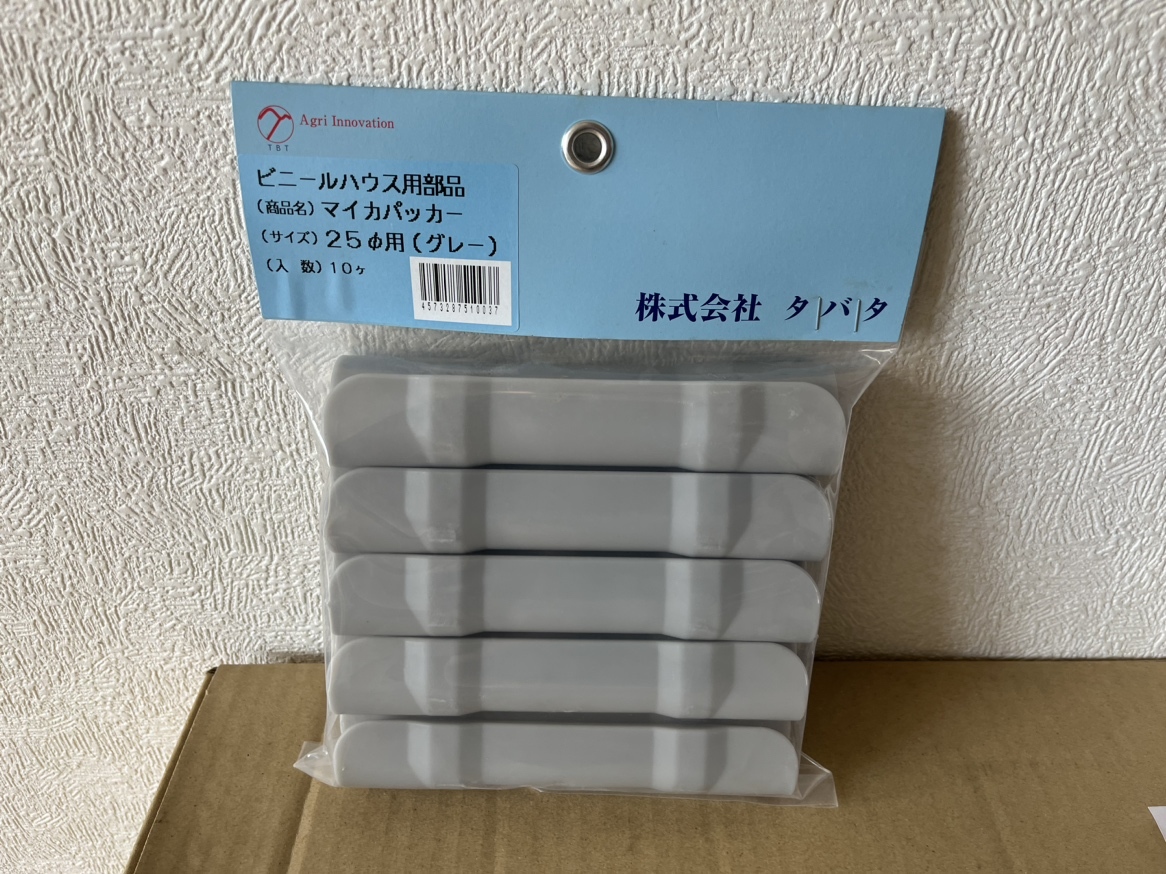 Agri Innovation
TBT
ビニールハウス用部品
(商品名) マイカパッカー
(サイズ) 25φ用(グレー)
(入 数) 10ヶ
4573287510037
株式会社 タバタ